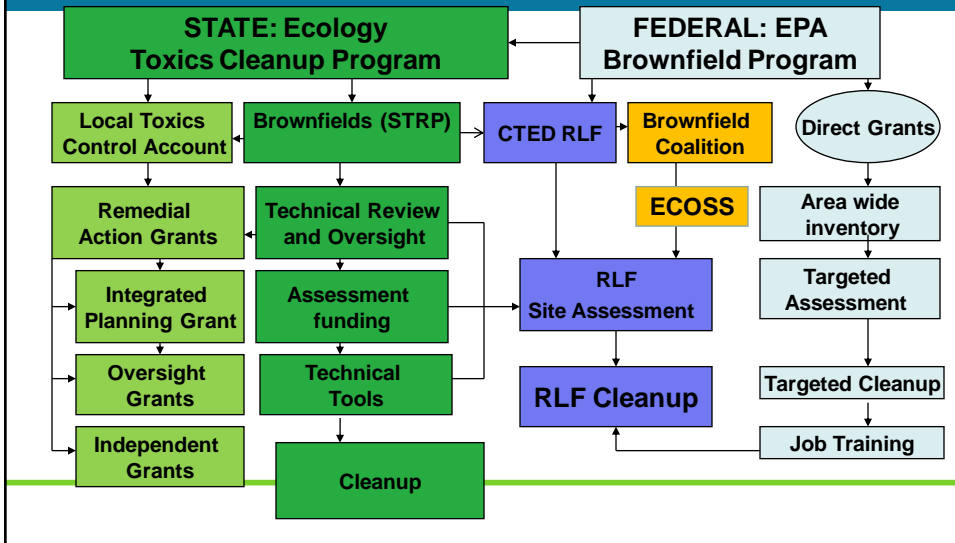 STATE: Ecology
Toxics Cleanup Program
FEDERAL: EPA
Brownfield Program
Local Toxics
Control Account
Brownfields (STRP)
CTED RLF
Brownfield
Coalition
Direct Grants
Remedial
Action Grants
Technical Review
and Oversight
ECOSS
Area wide
inventory
Integrated
Planning Grant
Assessment
funding
RLF
Site Assessment
Targeted
Assessment
Oversight
Grants
Technical
Tools
RLF Cleanup
Targeted Cleanup
Independent
Grants
Cleanup
Job Training